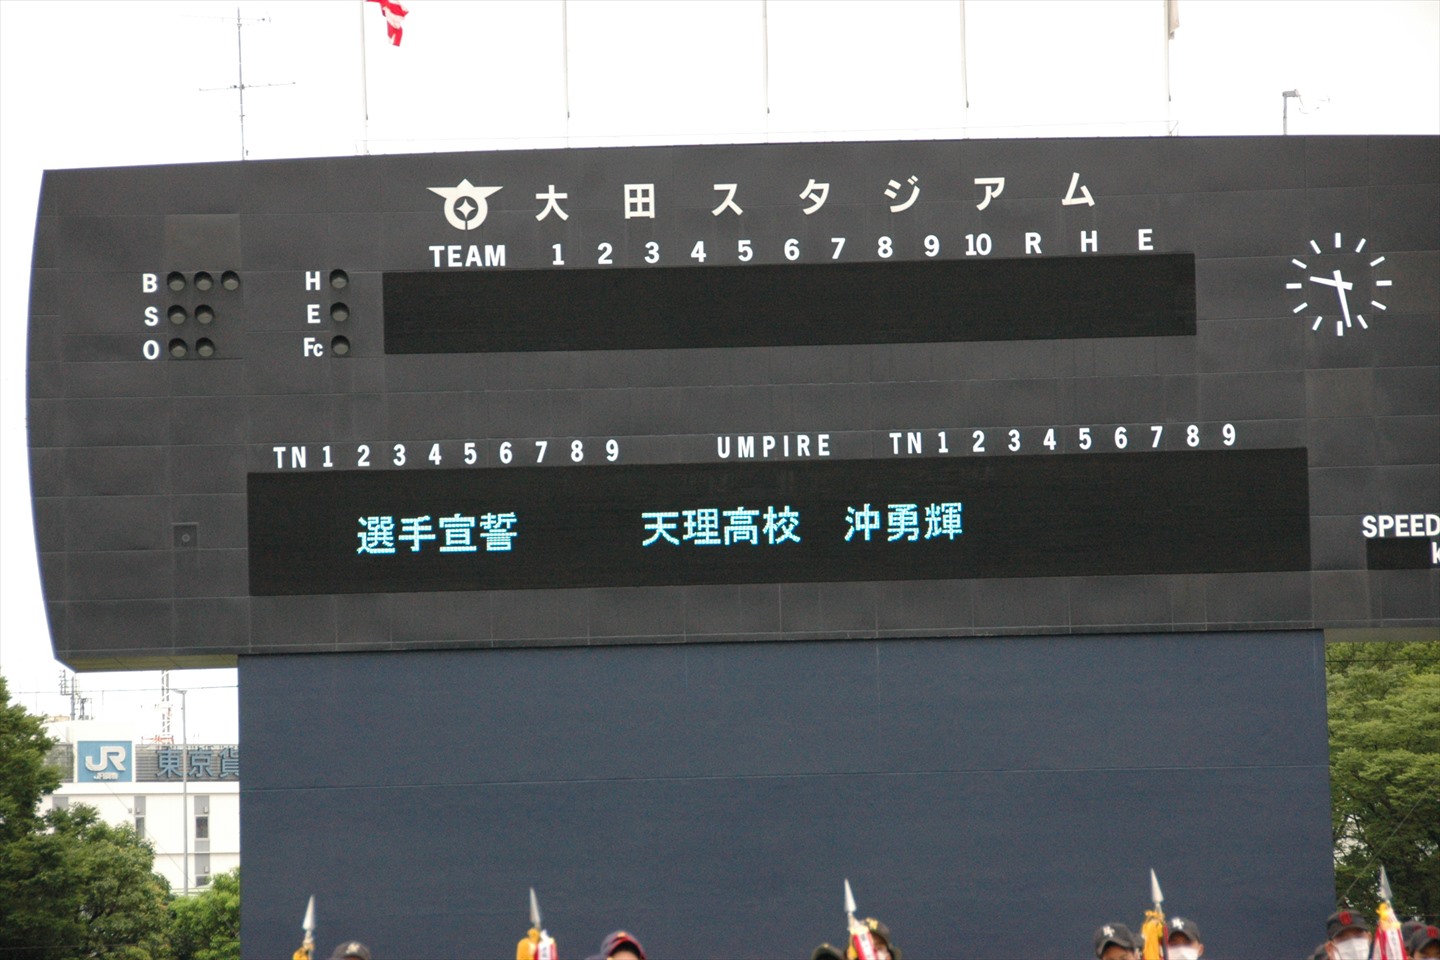 大田スタジアム
TEAM 1 2 3 4 5 6 7 8 9 10 R H E
B H
S E
O Fc
TN 1 2 3 4 5 6 7 8 9 UMPIRE TN 1 2 3 4 5 6 7 8 9
選手宣誓 天理高校 沖勇輝
SPEED
JR 東京貨